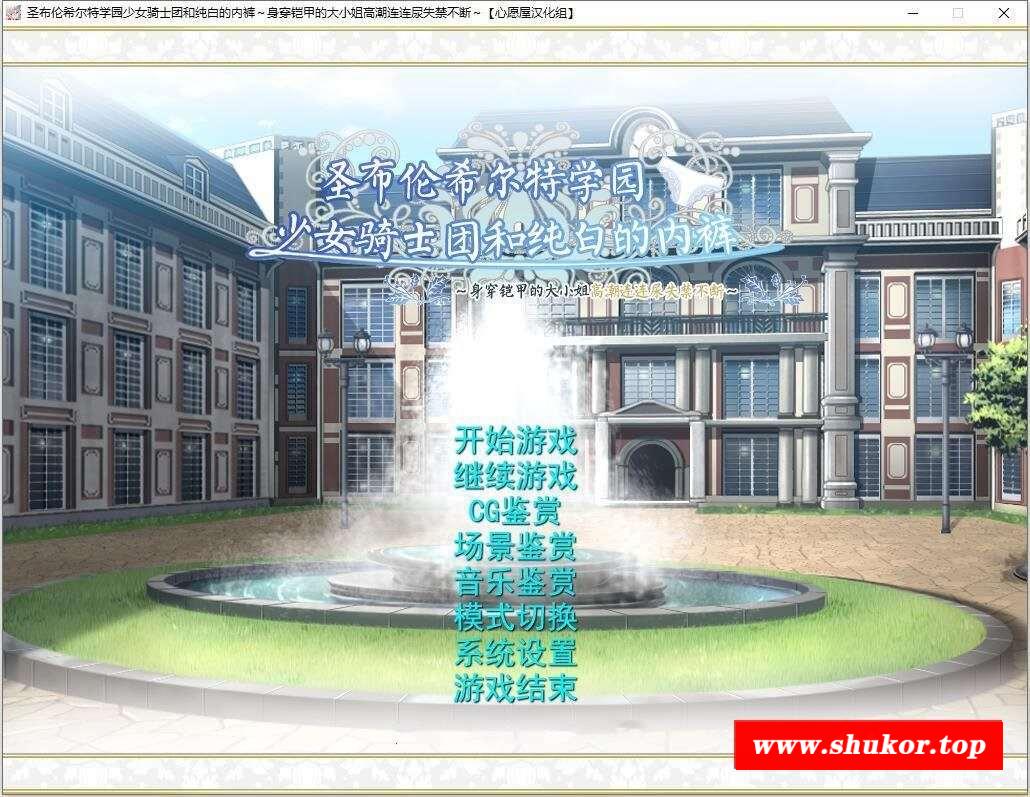 圣布伦希尔特学园少女骑士团和纯白的内裤～身穿铠甲的大小姐高潮连连尿失禁不断～【心愿屋汉化组】
圣布伦希尔特学园
少女骑士团和纯白的内裤
～身穿铠甲的大小姐高潮连连尿失禁不断～
开始游戏
继续游戏
CG鉴赏
场景鉴赏
音乐鉴赏
模式切换
系统设置
游戏结束
www.shukor.top